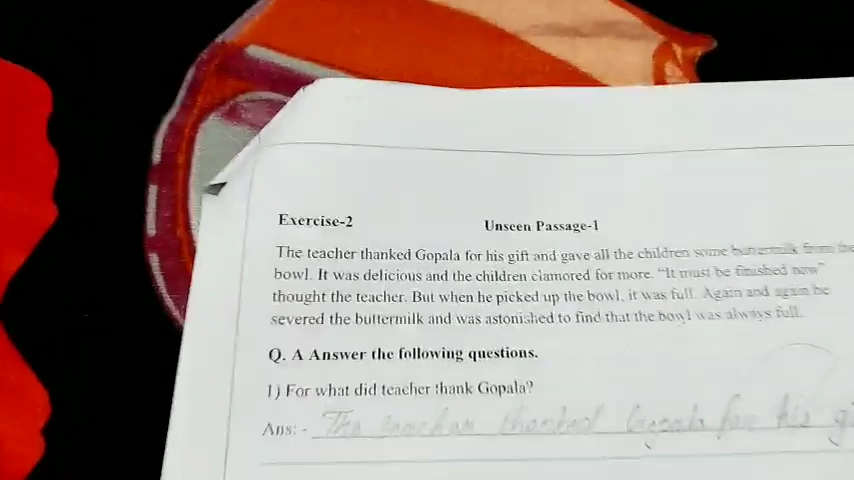 Exercise-2
Unseen Passage-1
The teacher thanked Gopala for his gift and gave all the children some buttermilk from the
bowl. It was delicious and the children clamored for more. "It must be finished now"
thought the teacher. But when he picked up the bowl, it was full. Again and again he
severed the buttermilk and was astonished to find that the bowl was always full.
Q. A Answer the following questions.
1) For what did teacher thank Gopala?
Ans: - The teacher thanked Gopala for his gi